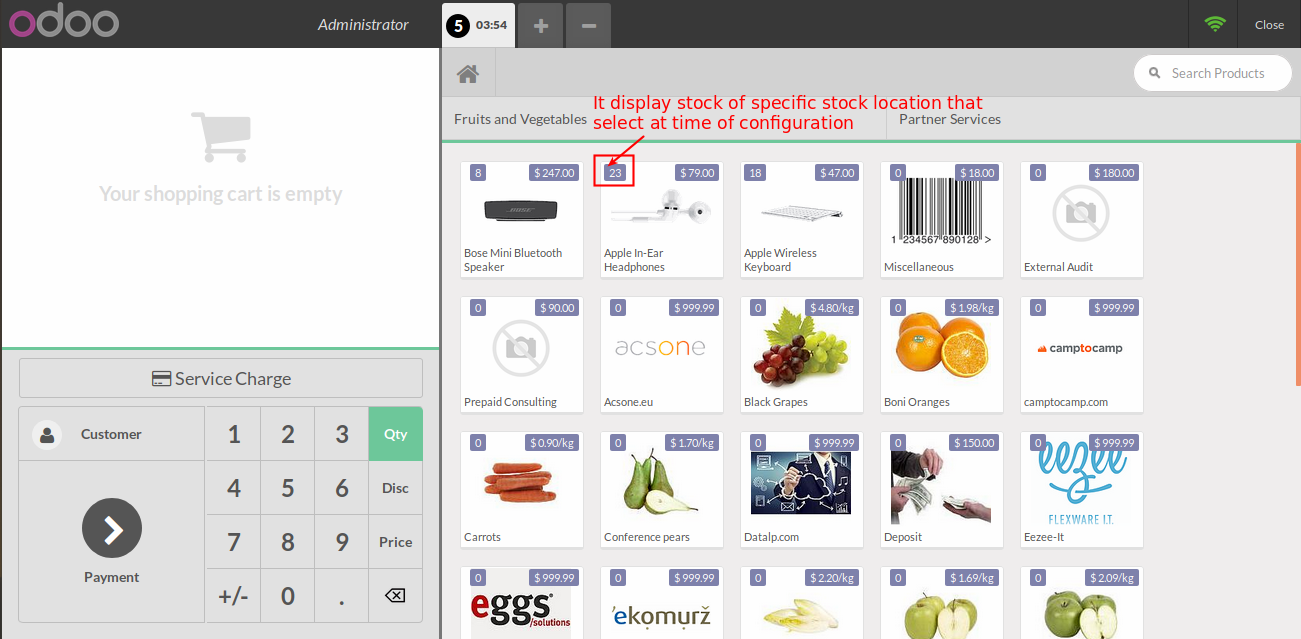 odoo
Administrator
5 03:54
+
−
Close
Search Products
It display stock of specific stock location that
select at time of configuration
Fruits and Vegetables
Partner Services
Your shopping cart is empty
8 $ 247.00
BOSE
Bose Mini Bluetooth
Speaker
23 $ 79.00
Apple In-Ear
Headphones
18 $ 47.00
Apple Wireless
Keyboard
0 $ 18.00
1 234567 890128 >
Miscellaneous
0 $ 180.00
External Audit
0 $ 90.00
Prepaid Consulting
0 $ 999.99
acsone
Acsone.eu
0 $ 4.80/kg
Black Grapes
0 $ 1.98/kg
Boni Oranges
0 $ 999.99
camptocamp
camptocamp.com
0 $ 0.90/kg
Carrots
0 $ 1.70/kg
Conference pears
0 $ 999.99
Datalp.com
0 $ 150.00
Deposit
0 $ 999.99
eezee
FLEXWARE I.T.
Eezee-It
0 $ 999.99
eggs
/solutions
0 $ 999.99
'ekomurž
0 $ 2.20/kg
0 $ 1.69/kg
0 $ 2.09/kg
Service Charge
Customer
1 2 3 Qty
4 5 6 Disc
7 8 9 Price
Payment
+/- 0 .